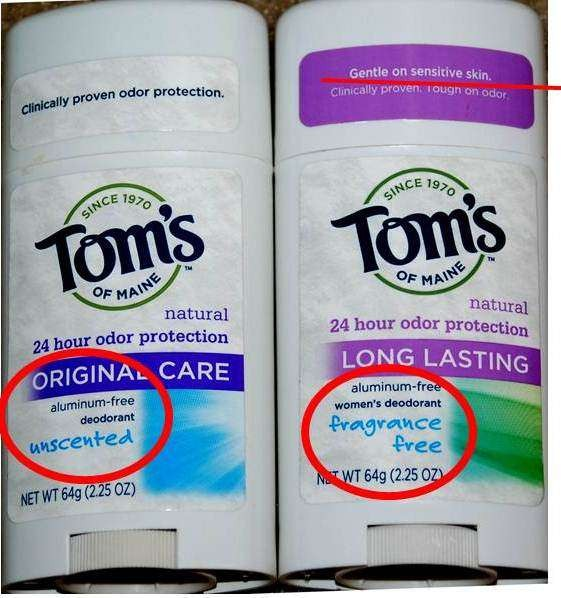 Clinically proven odor protection.
SINCE 1970
Tom's
OF MAINE™
natural
24 hour odor protection
ORIGINAL CARE
aluminum-free
deodorant
unscented
NET WT 64g (2.25 OZ)
Gentle on sensitive skin.
Clinically proven. Tough on odor.
SINCE 1970
Tom's
OF MAINE™
natural
24 hour odor protection
LONG LASTING
aluminum-free
women's deodorant
fragrance
free
NET WT 64g (2.25 OZ)